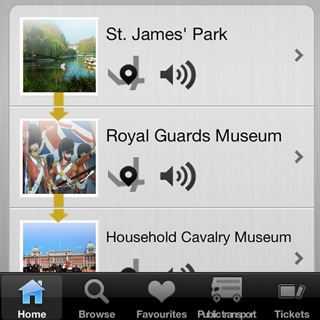 St. James' Park
Royal Guards Museum
Household Cavalry Museum
Home Browse Favourites Public transport Tickets